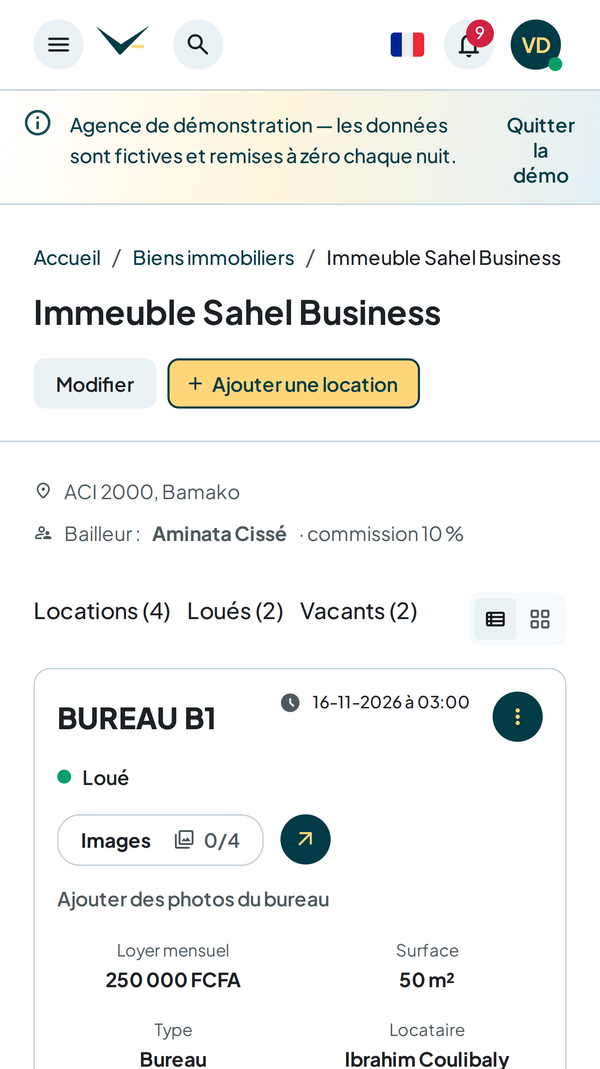 9
VD
Agence de démonstration — les données
sont fictives et remises à zéro chaque nuit.
Quitter
la
démo
Accueil / Biens immobiliers / Immeuble Sahel Business
Immeuble Sahel Business
Modifier
+ Ajouter une location
ACI 2000, Bamako
Bailleur : Aminata Cissé · commission 10 %
Locations (4) Loués (2) Vacants (2)
BUREAU B1
16-11-2026 à 03:00
Loué
Images 0/4
Ajouter des photos du bureau
Loyer mensuel
250 000 FCFA
Surface
50 m²
Type
Bureau
Locataire
Ibrahim Coulibaly